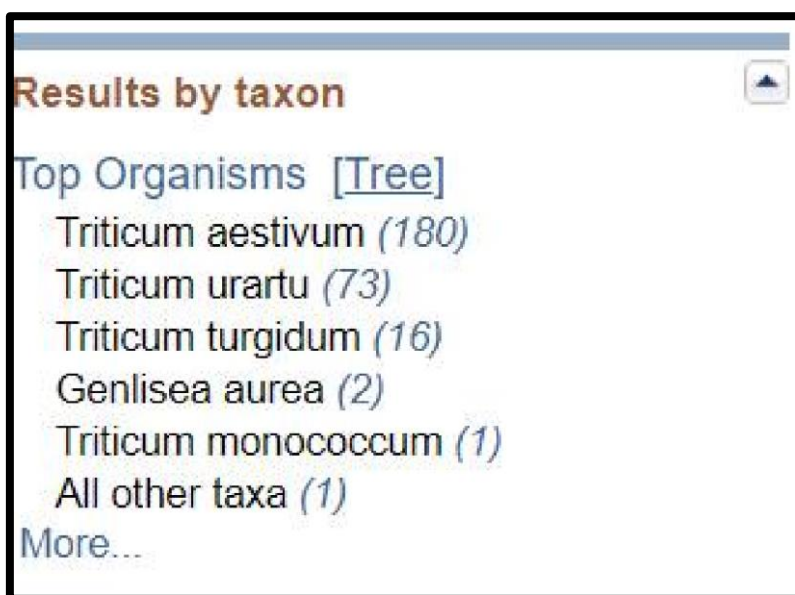 Results by taxon
Top Organisms [Tree]
Triticum aestivum (180)
Triticum urartu (73)
Triticum turgidum (16)
Genlisea aurea (2)
Triticum monococcum (1)
All other taxa (1)
More...